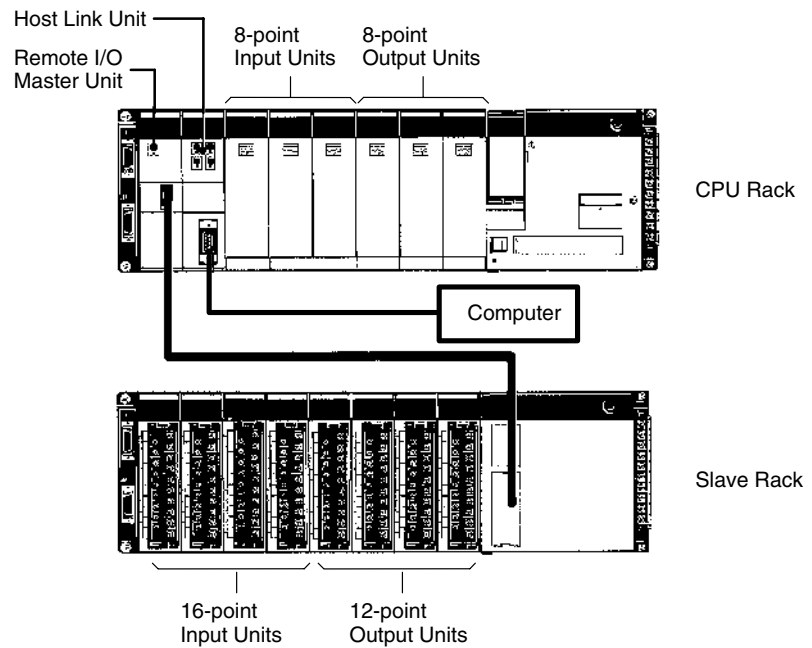 Host Link Unit
Remote I/O
Master Unit
8-point
Input Units
8-point
Output Units
CPU Rack
Computer
Slave Rack
16-point
Input Units
12-point
Output Units